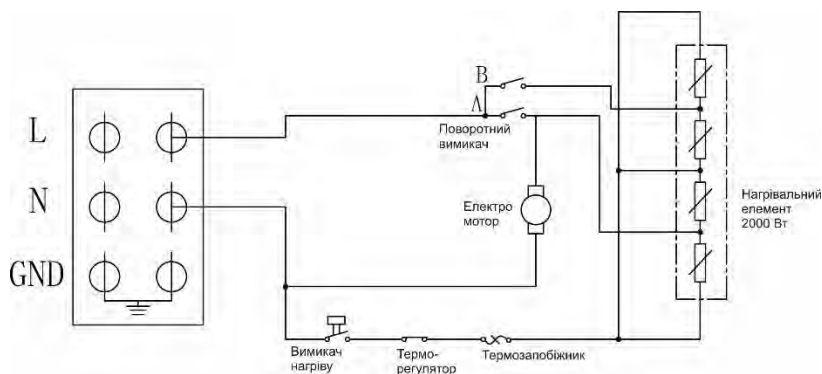 L
N
GND
B
A
Поворотний
вимикач
Електро
мотор
Нагрівальний
елемент
2000 Вт
Вимикач
нагріву
Термо-
регулятор
Термозапобіжник